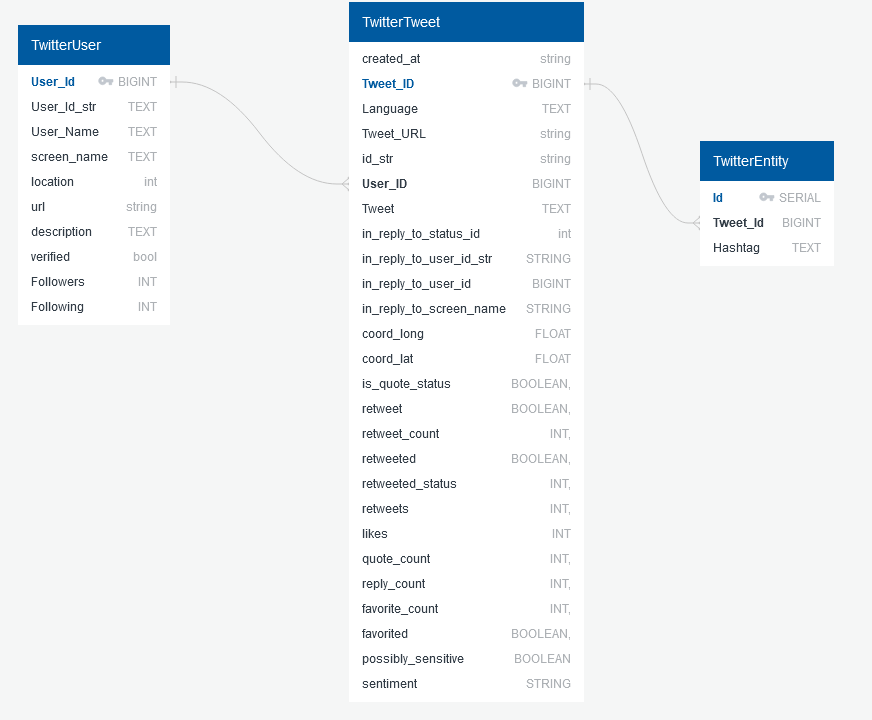 TwitterUser
User_Id BIGINT
User_Id_str TEXT
User_Name TEXT
screen_name TEXT
location int
url string
description TEXT
verified bool
Followers INT
Following INT
TwitterTweet
created_at string
Tweet_ID BIGINT
Language TEXT
Tweet_URL string
id_str string
User_ID BIGINT
Tweet TEXT
in_reply_to_status_id int
in_reply_to_user_id_str STRING
in_reply_to_user_id BIGINT
in_reply_to_screen_name STRING
coord_long FLOAT
coord_lat FLOAT
is_quote_status BOOLEAN,
retweet BOOLEAN,
retweet_count INT,
retweeted BOOLEAN,
retweeted_status INT,
retweets INT,
likes INT
quote_count INT,
reply_count INT,
favorite_count INT,
favorited BOOLEAN,
possibly_sensitive BOOLEAN
sentiment STRING
TwitterEntity
Id SERIAL
Tweet_Id BIGINT
Hashtag TEXT